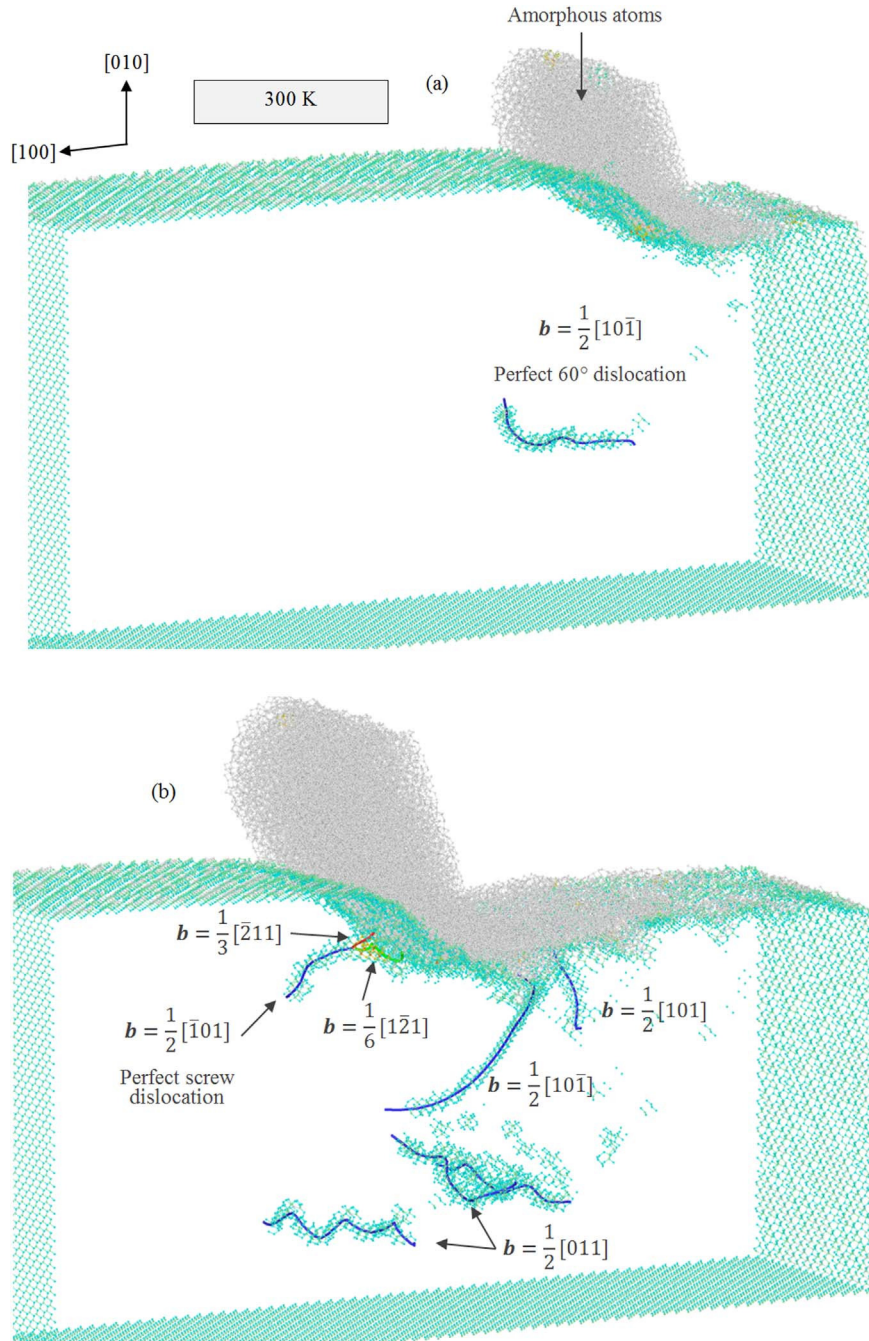 Amorphous atoms
[010]
300 K
(a)
[100]
b = 1/2 [101̄]
Perfect 60° dislocation
(b)
b = 1/3 [2̄11]
b = 1/2 [1̄01]
b = 1/6 [12̄1]
b = 1/2 [101]
Perfect screw
dislocation
b = 1/2 [101̄]
b = 1/2 [011]